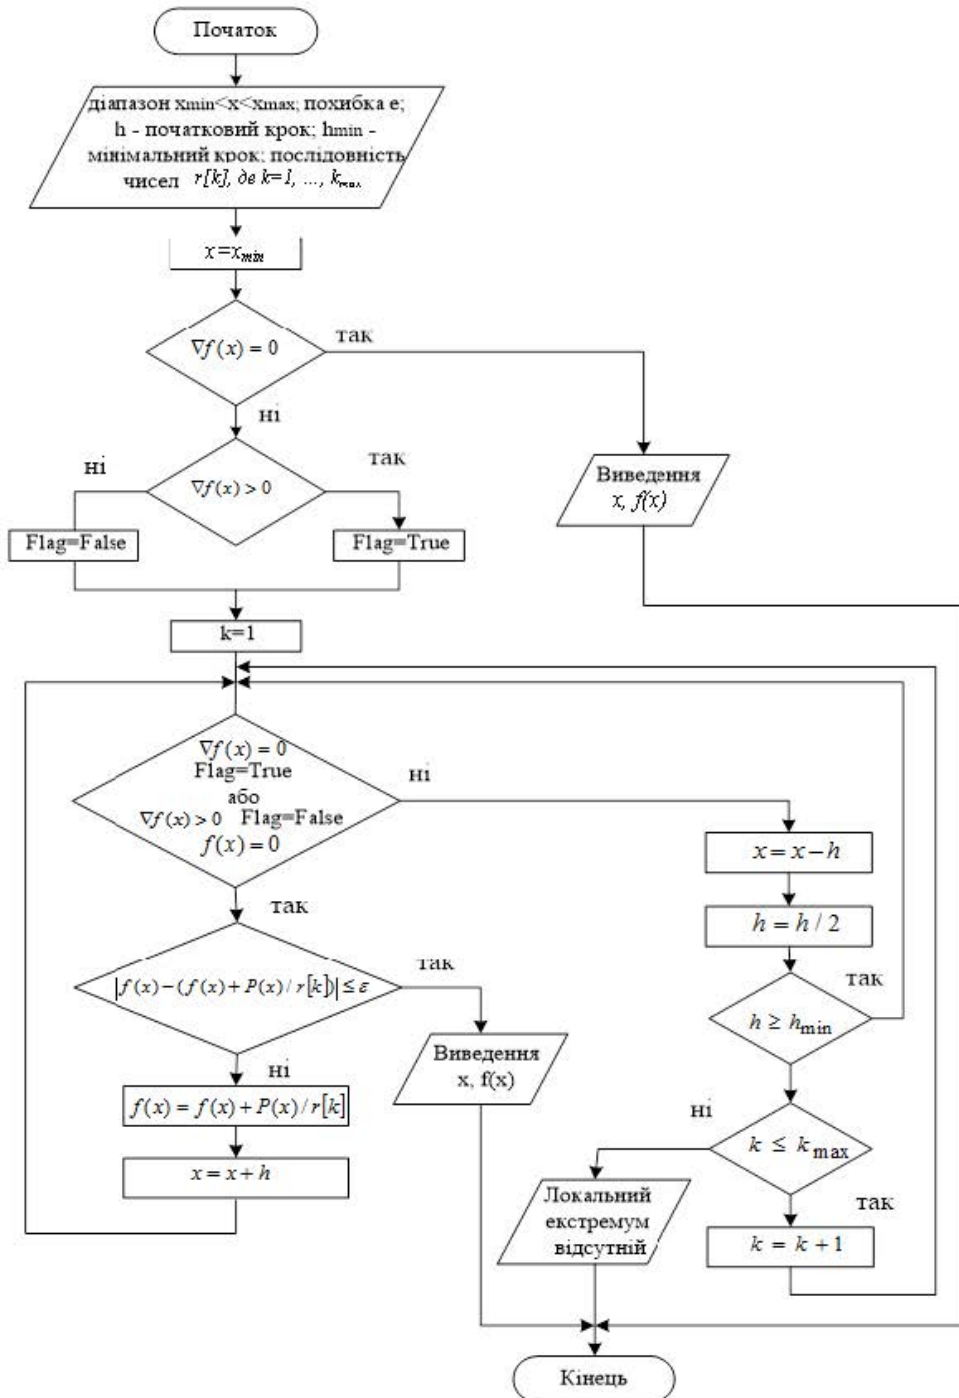 Початок
діапазон xmin<x<xmax; похибка e;
h - початковий крок; hmin -
мінімальний крок; послідовність
чисел r[k], де k=1, ..., kmax
x=xmin
∇f(x) = 0
так
ні
∇f(x) > 0
ні
так
Flag=False
Flag=True
Виведення
x, f(x)
k=1
∇f(x) = 0
Flag=True
або
∇f(x) > 0 Flag=False
f(x) = 0
ні
так
x = x − h
h = h / 2
так
h ≥ hmin
|f(x) − (f(x) + P(x) / r[k])| ≤ ε
так
ні
Виведення
x, f(x)
f(x) = f(x) + P(x) / r[k]
x = x + h
ні
k ≤ kmax
так
Локальний
екстремум
відсутній
k = k + 1
Кінець